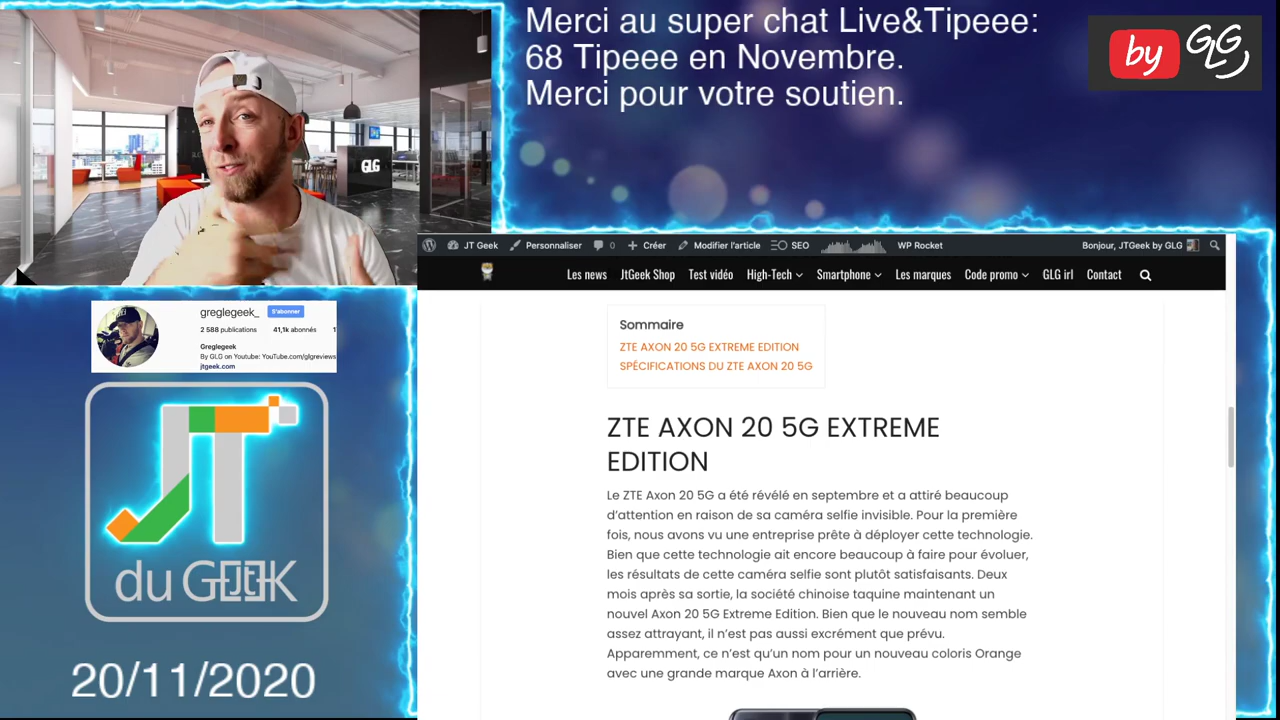 Merci au super chat Live&Tipeee:
68 Tipeee en Novembre.
Merci pour votre soutien.
by GLG
GLG
JT Geek Personnaliser 0 Créer Modifier l'article SEO WP Rocket Bonjour, JTGeek by GLG
Les news JtGeek Shop Test vidéo High-Tech Smartphone Les marques Code promo GLG irl Contact
greglegeek_ S'abonner
2 588 publications 41,1k abonnés 1
Greglegeek
By GLG on Youtube: YouTube.com/glgreviews
jtgeek.com
JT
du GEEK
20/11/2020
Sommaire
ZTE AXON 20 5G EXTREME EDITION
SPÉCIFICATIONS DU ZTE AXON 20 5G
ZTE AXON 20 5G EXTREME
EDITION
Le ZTE Axon 20 5G a été révélé en septembre et a attiré beaucoup
d'attention en raison de sa caméra selfie invisible. Pour la première
fois, nous avons vu une entreprise prête à déployer cette technologie.
Bien que cette technologie ait encore beaucoup à faire pour évoluer,
les résultats de cette caméra selfie sont plutôt satisfaisants. Deux
mois après sa sortie, la société chinoise taquine maintenant un
nouvel Axon 20 5G Extreme Edition. Bien que le nouveau nom semble
assez attrayant, il n'est pas aussi excrément que prévu.
Apparemment, ce n'est qu'un nom pour un nouveau coloris Orange
avec une grande marque Axon à l'arrière.